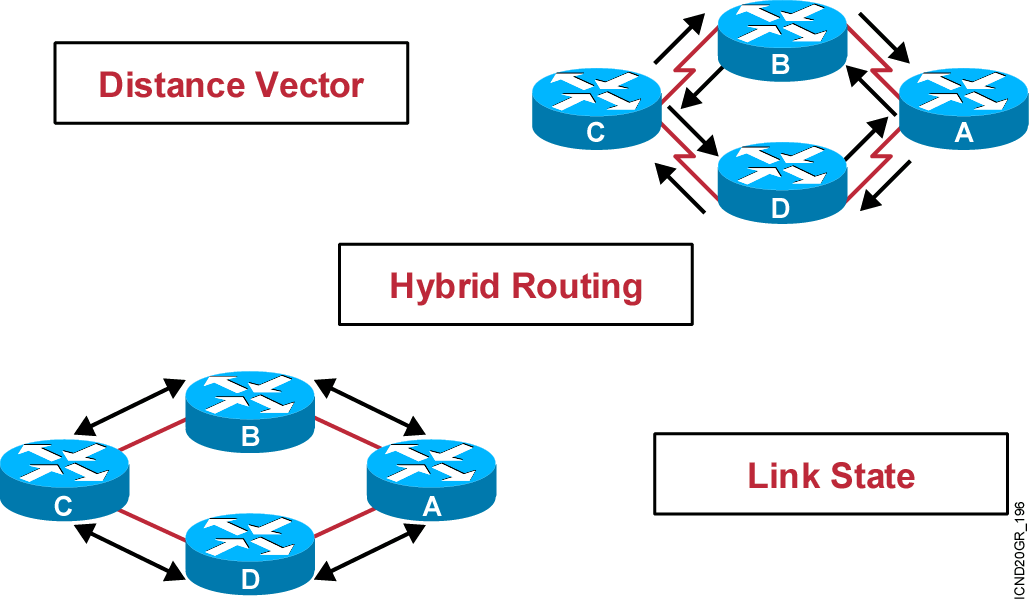 Distance Vector
B
C
A
D
Hybrid Routing
B
C
A
D
Link State
ICND20GR_196